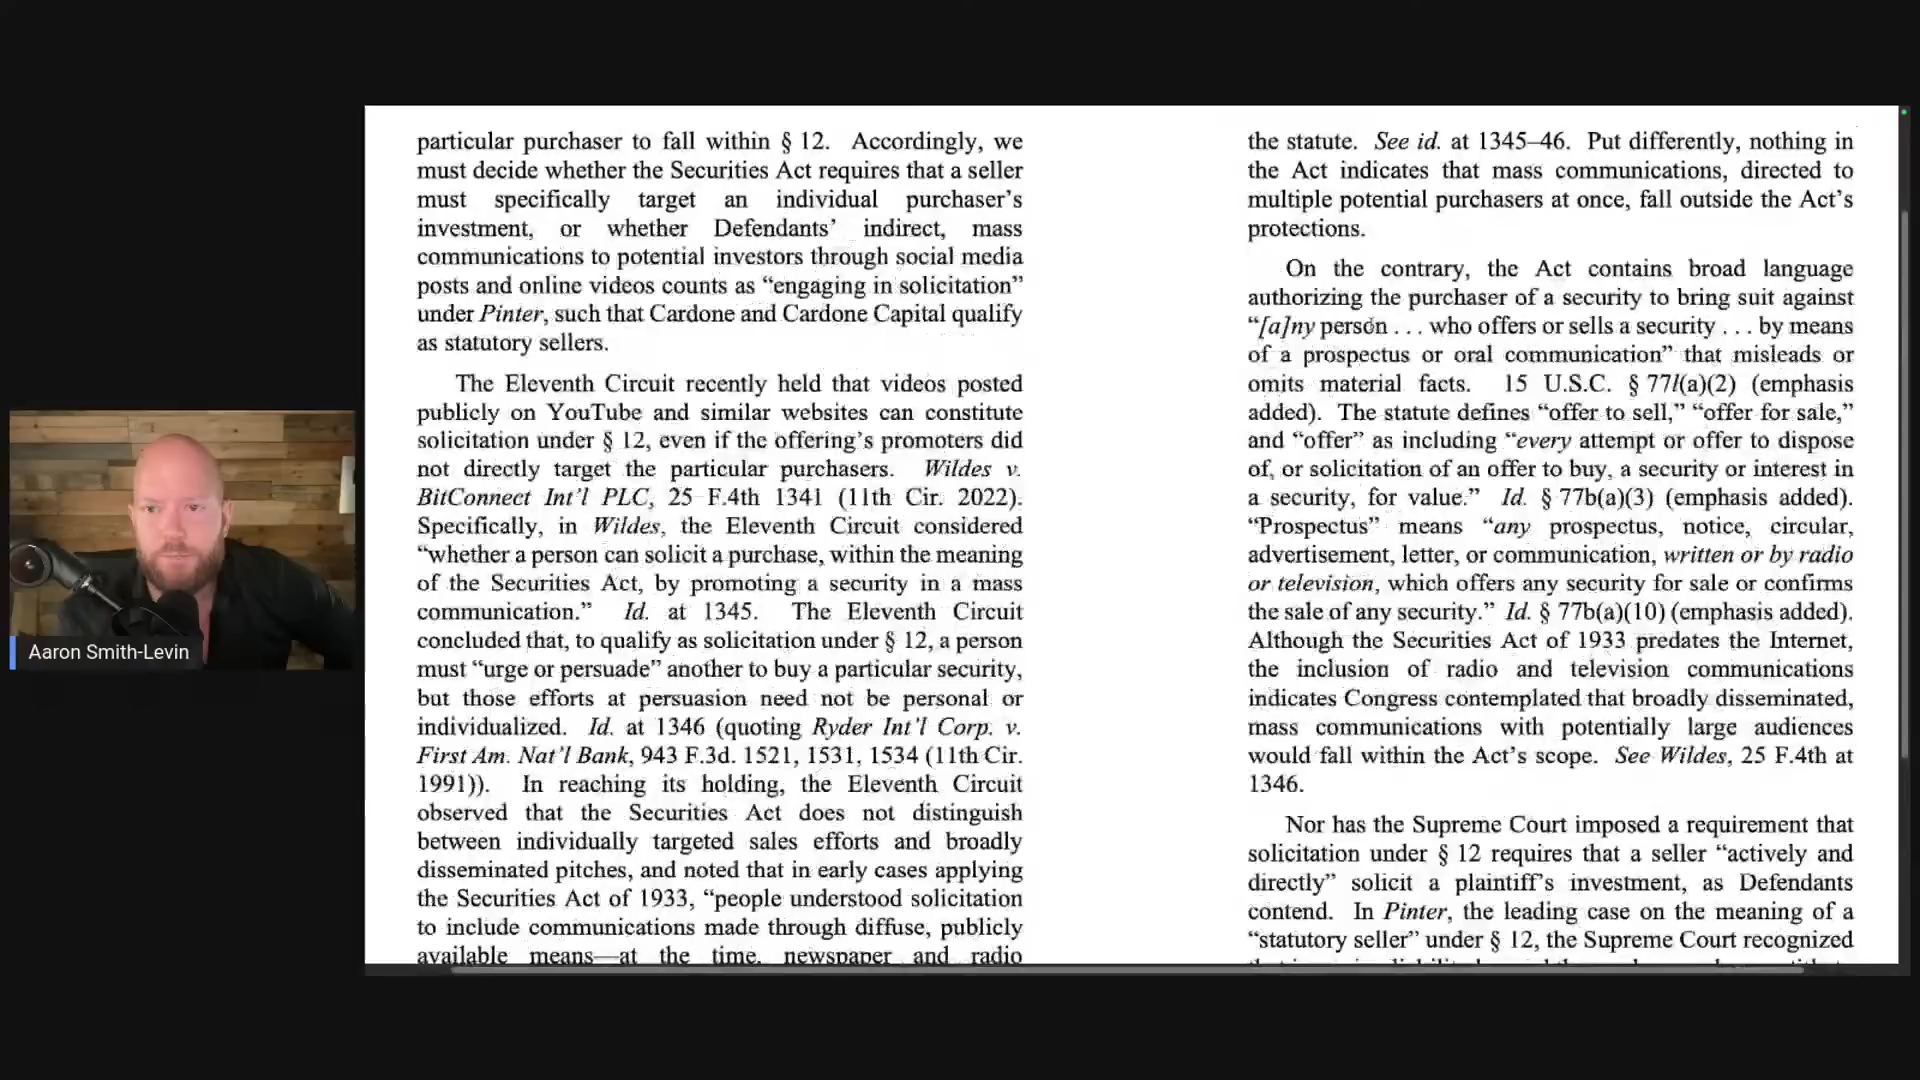 particular purchaser to fall within § 12. Accordingly, we
must decide whether the Securities Act requires that a seller
must specifically target an individual purchaser's
investment, or whether Defendants' indirect, mass
communications to potential investors through social media
posts and online videos counts as “engaging in solicitation”
under Pinter, such that Cardone and Cardone Capital qualify
as statutory sellers.
The Eleventh Circuit recently held that videos posted
publicly on YouTube and similar websites can constitute
solicitation under § 12, even if the offering's promoters did
not directly target the particular purchasers. Wildes v.
BitConnect Int'l PLC, 25 F.4th 1341 (11th Cir. 2022).
Specifically, in Wildes, the Eleventh Circuit considered
“whether a person can solicit a purchase, within the meaning
of the Securities Act, by promoting a security in a mass
communication.” Id. at 1345. The Eleventh Circuit
concluded that, to qualify as solicitation under § 12, a person
must “urge or persuade” another to buy a particular security,
but those efforts at persuasion need not be personal or
individualized. Id. at 1346 (quoting Ryder Int'l Corp. v.
First Am. Nat'l Bank, 943 F.3d. 1521, 1531, 1534 (11th Cir.
1991)). In reaching its holding, the Eleventh Circuit
observed that the Securities Act does not distinguish
between individually targeted sales efforts and broadly
disseminated pitches, and noted that in early cases applying
the Securities Act of 1933, “people understood solicitation
to include communications made through diffuse, publicly
available means—at the time, newspaper and radio
the statute. See id. at 1345–46. Put differently, nothing in
the Act indicates that mass communications, directed to
multiple potential purchasers at once, fall outside the Act's
protections.
On the contrary, the Act contains broad language
authorizing the purchaser of a security to bring suit against
“[a]ny person . . . who offers or sells a security . . . by means
of a prospectus or oral communication” that misleads or
omits material facts. 15 U.S.C. § 77l(a)(2) (emphasis
added). The statute defines “offer to sell,” “offer for sale,”
and “offer” as including “every attempt or offer to dispose
of, or solicitation of an offer to buy, a security or interest in
a security, for value.” Id. § 77b(a)(3) (emphasis added).
“Prospectus” means “any prospectus, notice, circular,
advertisement, letter, or communication, written or by radio
or television, which offers any security for sale or confirms
the sale of any security.” Id. § 77b(a)(10) (emphasis added).
Although the Securities Act of 1933 predates the Internet,
the inclusion of radio and television communications
indicates Congress contemplated that broadly disseminated,
mass communications with potentially large audiences
would fall within the Act's scope. See Wildes, 25 F.4th at
1346.
Nor has the Supreme Court imposed a requirement that
solicitation under § 12 requires that a seller “actively and
directly” solicit a plaintiff's investment, as Defendants
contend. In Pinter, the leading case on the meaning of a
“statutory seller” under § 12, the Supreme Court recognized
Aaron Smith-Levin